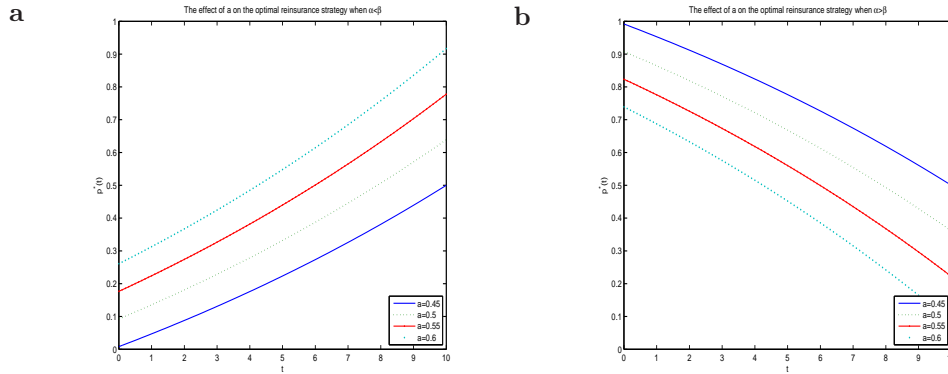 a
The effect of a on the optimal reinsurance strategy when α<β
1
0.9
0.8
0.7
0.6
0.5
0.4
0.3
0.2
0.1
0
p*(t)
0 1 2 3 4 5 6 7 8 9 10
t
a=0.45
a=0.5
a=0.55
a=0.6
b
The effect of a on the optimal reinsurance strategy when α>β
1
0.9
0.8
0.7
0.6
0.5
0.4
0.3
0.2
0.1
0
p*(t)
0 1 2 3 4 5 6 7 8 9 1
t
a=0.45
a=0.5
a=0.55
a=0.6